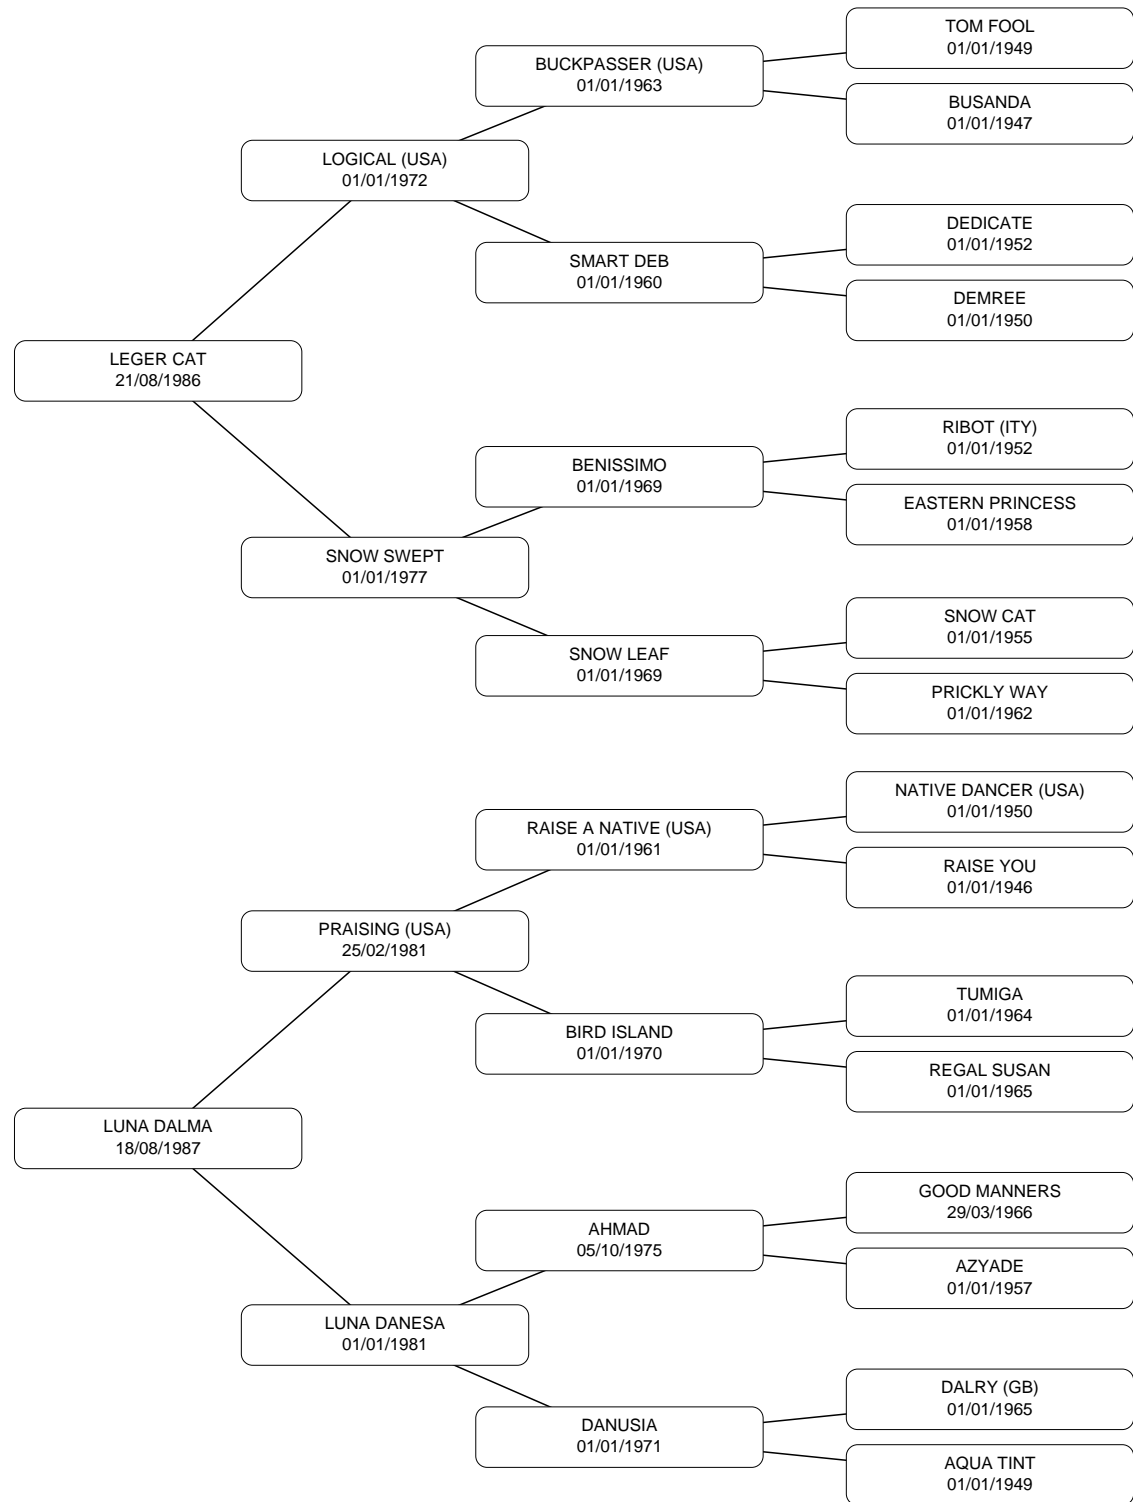 TOM FOOL
01/01/1949
BUCKPASSER (USA)
01/01/1963
BUSANDA
01/01/1947
LOGICAL (USA)
01/01/1972
DEDICATE
01/01/1952
SMART DEB
01/01/1960
DEMREE
01/01/1950
LEGER CAT
21/08/1986
RIBOT (ITY)
01/01/1952
BENISSIMO
01/01/1969
EASTERN PRINCESS
01/01/1958
SNOW SWEPT
01/01/1977
SNOW CAT
01/01/1955
SNOW LEAF
01/01/1969
PRICKLY WAY
01/01/1962
NATIVE DANCER (USA)
01/01/1950
RAISE A NATIVE (USA)
01/01/1961
RAISE YOU
01/01/1946
PRAISING (USA)
25/02/1981
TUMIGA
01/01/1964
BIRD ISLAND
01/01/1970
REGAL SUSAN
01/01/1965
LUNA DALMA
18/08/1987
GOOD MANNERS
29/03/1966
AHMAD
05/10/1975
AZYADE
01/01/1957
LUNA DANESA
01/01/1981
DALRY (GB)
01/01/1965
DANUSIA
01/01/1971
AQUA TINT
01/01/1949